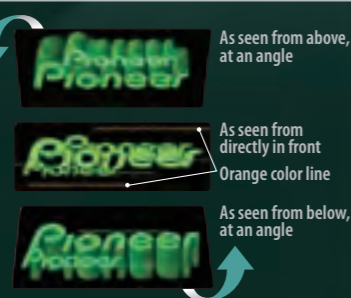 As seen from above,
at an angle
Pioneer
Pioneer
As seen from
directly in front
Pioneer
Pioneer
Orange color line
As seen from below,
at an angle
Pioneer
Pioneer